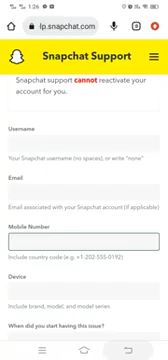 1:26
lp.snapchat.com
Snapchat Support
Snapchat support cannot reactivate your
account for you.
Username
Your Snapchat username (no spaces), or write "none"
Email
Email associated with your Snapchat account (if applicable)
Mobile Number
Include country code (e.g. +1-202-555-0192)
Device
Include brand, model, and model series
When did you start having this issue?